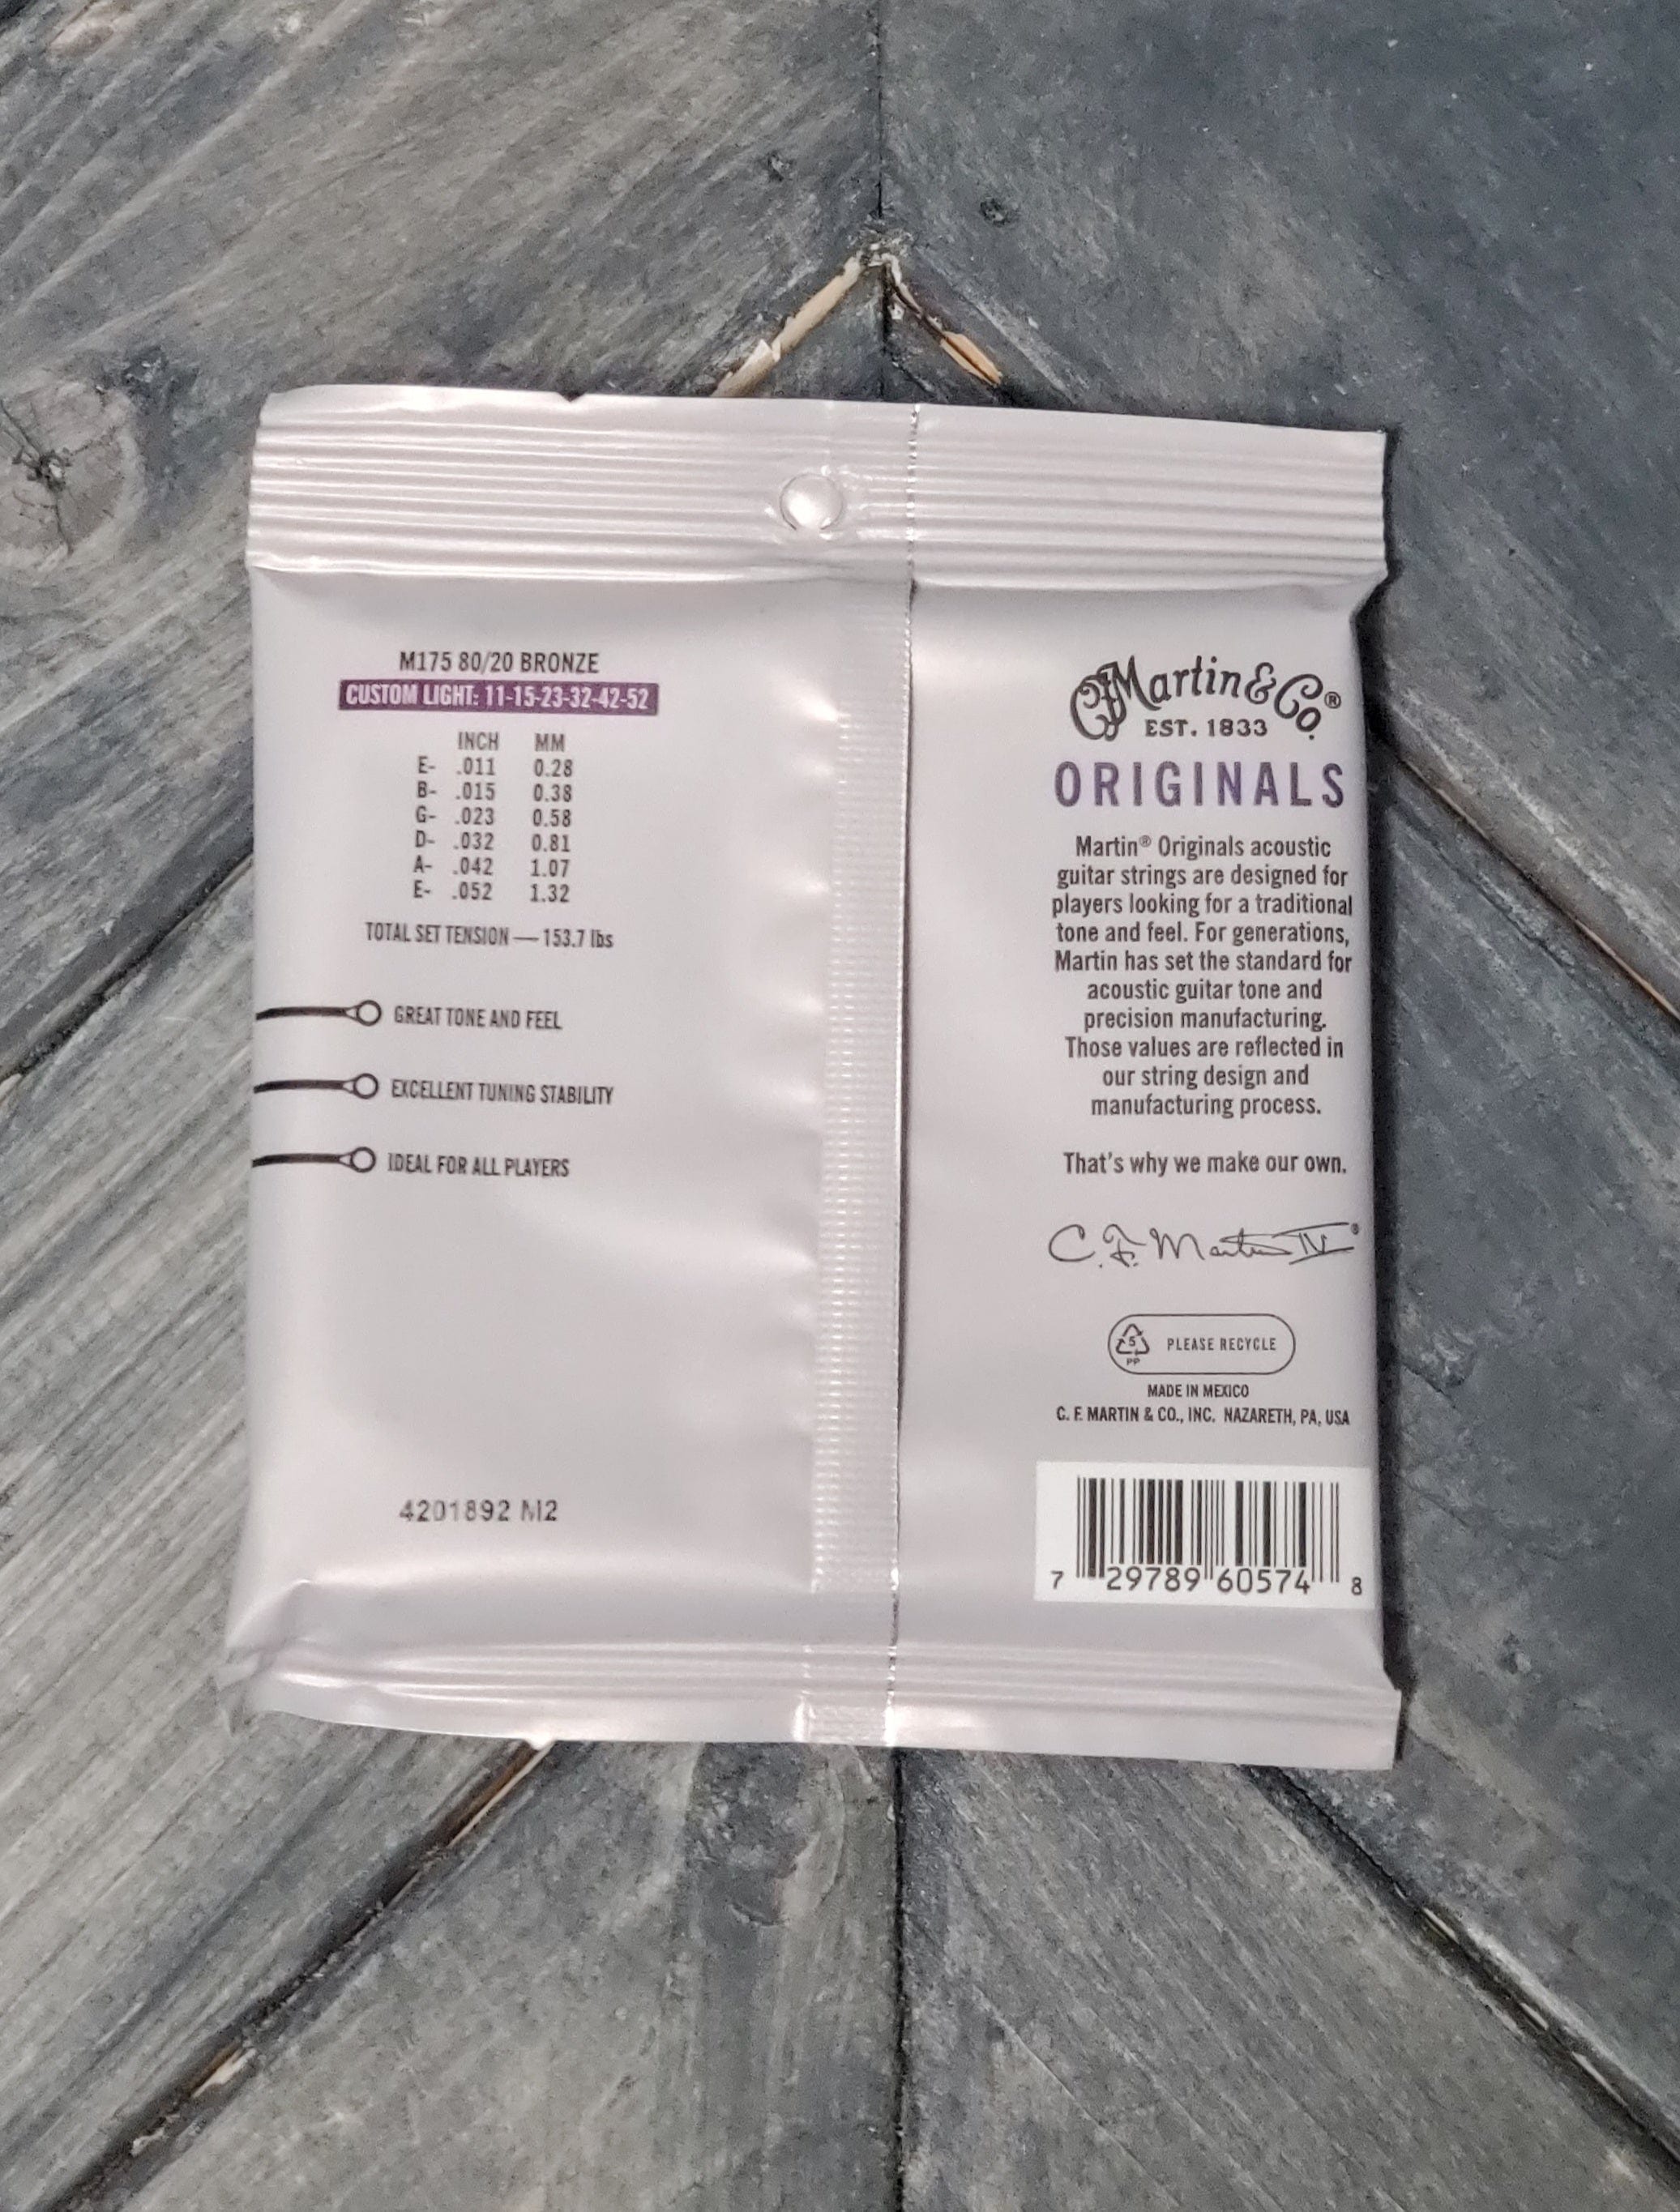 M175 80/20 BRONZE
CUSTOM LIGHT: 11-15-23-32-42-52
INCH MM
E- .011 0.28
B- .015 0.38
G- .023 0.58
D- .032 0.81
A- .042 1.07
E- .052 1.32
TOTAL SET TENSION — 153.7 lbs
GREAT TONE AND FEEL
EXCELLENT TUNING STABILITY
IDEAL FOR ALL PLAYERS
4201892 M2
CF Martin & Co.®
EST. 1833
ORIGINALS
Martin® Originals acoustic
guitar strings are designed for
players looking for a traditional
tone and feel. For generations,
Martin has set the standard for
acoustic guitar tone and
precision manufacturing.
Those values are reflected in
our string design and
manufacturing process.
That's why we make our own.
C. F. Martin IV®
5
PP
PLEASE RECYCLE
MADE IN MEXICO
C. F. MARTIN & CO., INC. NAZARETH, PA, USA
7 29789 60574 8